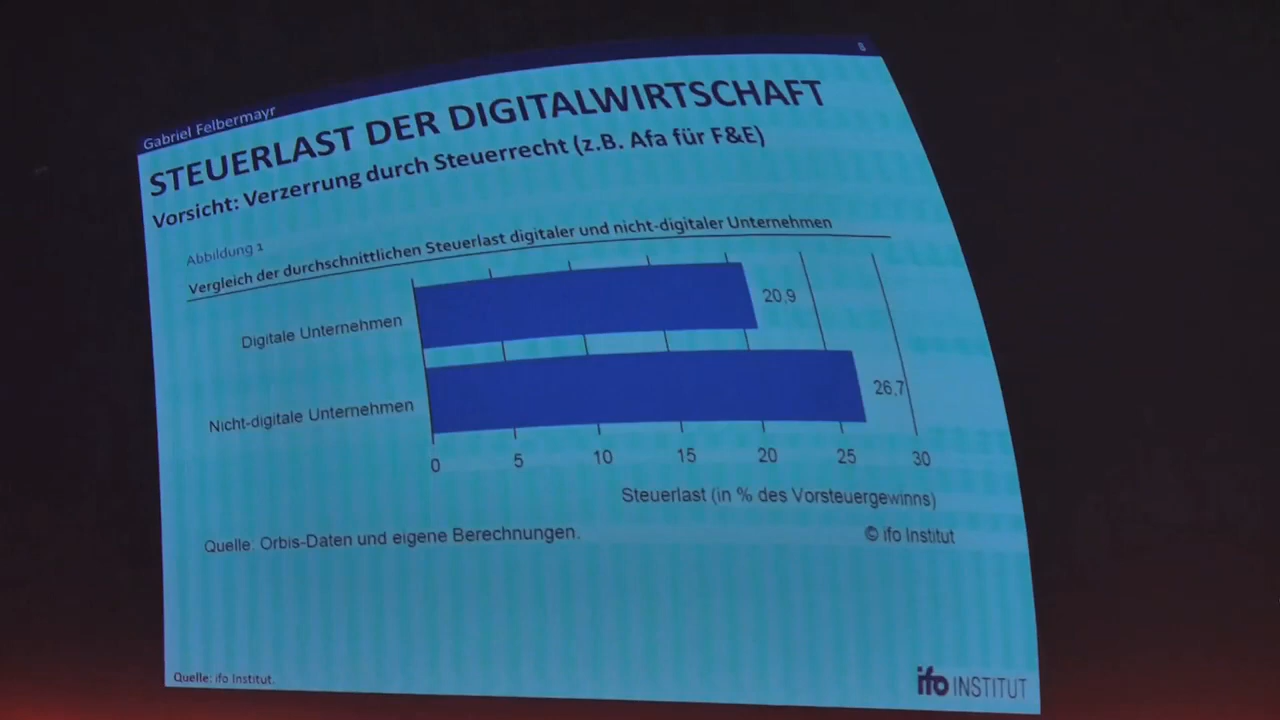 8
Gabriel Felbermayr
STEUERLAST DER DIGITALWIRTSCHAFT
Vorsicht: Verzerrung durch Steuerrecht (z.B. Afa für F&E)
Abbildung 1
Vergleich der durchschnittlichen Steuerlast digitaler und nicht-digitaler Unternehmen
Digitale Unternehmen
20,9
Nicht-digitale Unternehmen
26,7
0 5 10 15 20 25 30
Steuerlast (in % des Vorsteuergewinns)
Quelle: Orbis-Daten und eigene Berechnungen.
© ifo Institut
Quelle: ifo Institut.
ifo INSTITUT